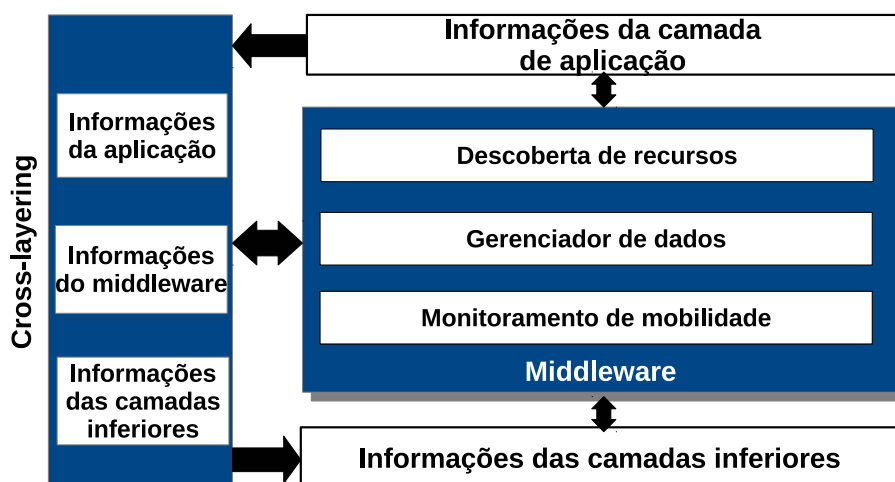 Cross-layering
Informações
da aplicação
Informações
do middleware
Informações
das camadas
inferiores
Informações da camada
de aplicação
Descoberta de recursos
Gerenciador de dados
Monitoramento de mobilidade
Middleware
Informações das camadas inferiores